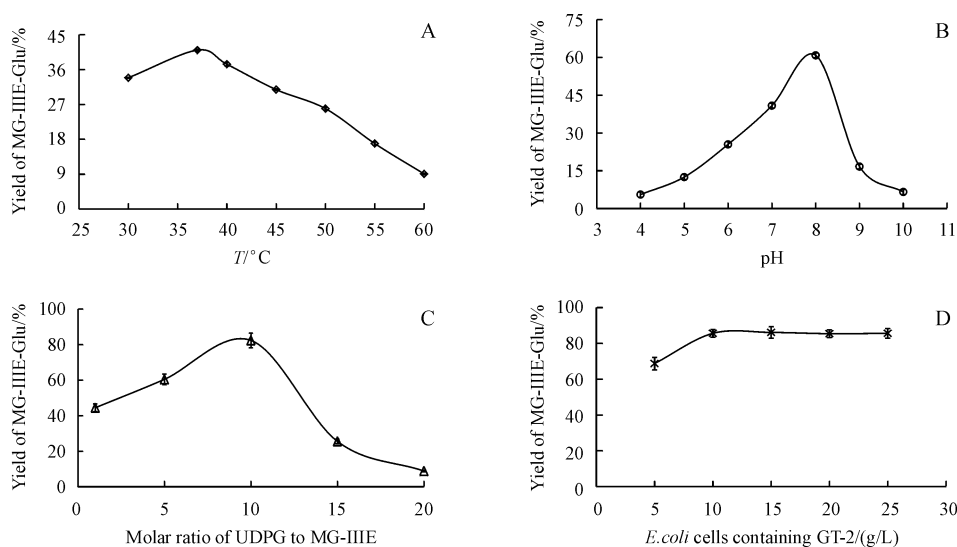 A
Yield of MG-IIIE-Glu/%
45
36
27
18
9
0
25 30 35 40 45 50 55 60
T/°C
B
Yield of MG-IIIE-Glu/%
75
60
45
30
15
0
3 4 5 6 7 8 9 10 11
pH
C
Yield of MG-IIIE-Glu/%
100
80
60
40
20
0
0 5 10 15 20
Molar ratio of UDPG to MG-IIIE
D
Yield of MG-IIIE-Glu/%
100
80
60
40
20
0
0 5 10 15 20 25 30
E.coli cells containing GT-2/(g/L)